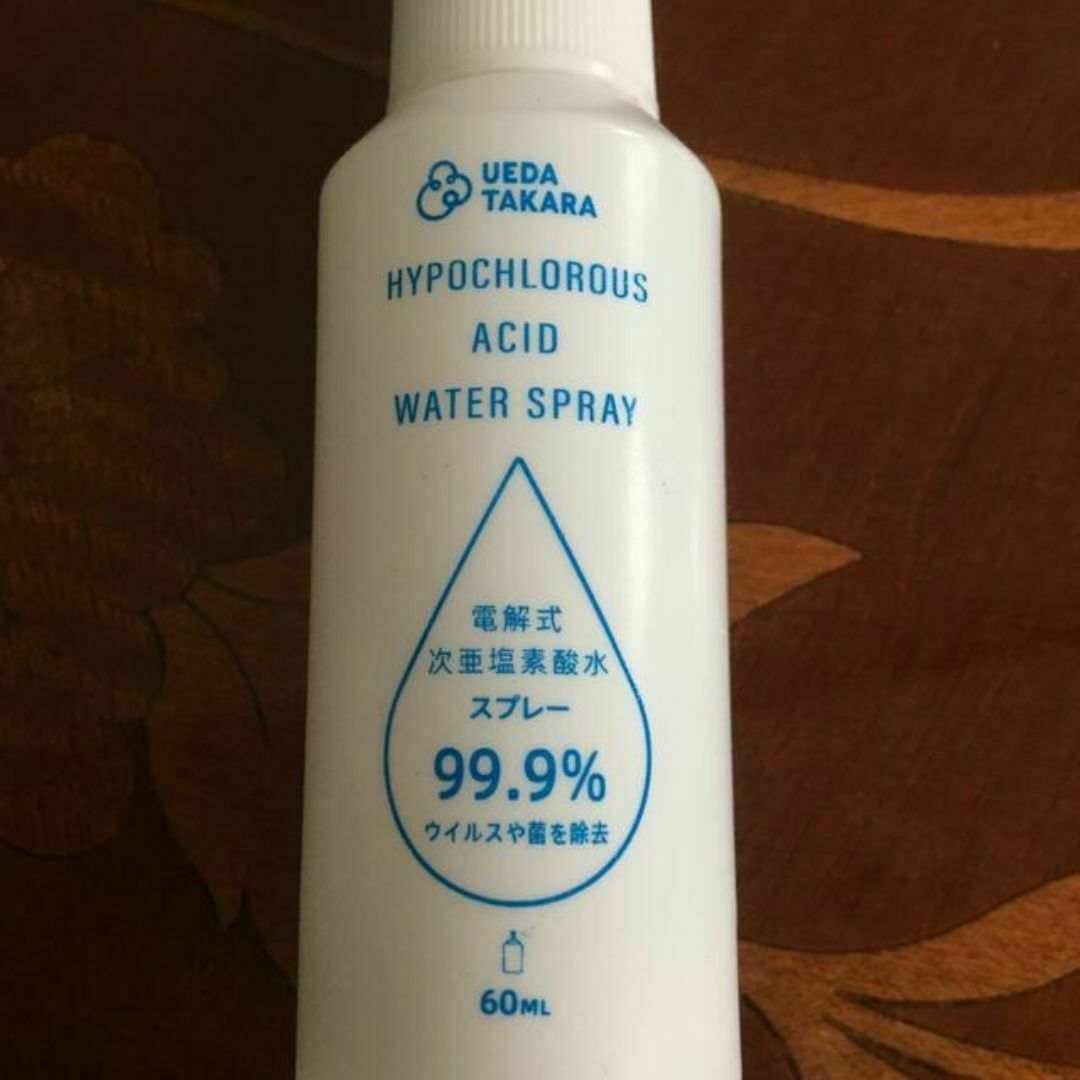 UEDA
TAKARA
HYPOCHLOROUS
ACID
WATER SPRAY
電解式
次亜塩素酸水
スプレー
99.9%
ウイルスや菌を除去
60ML